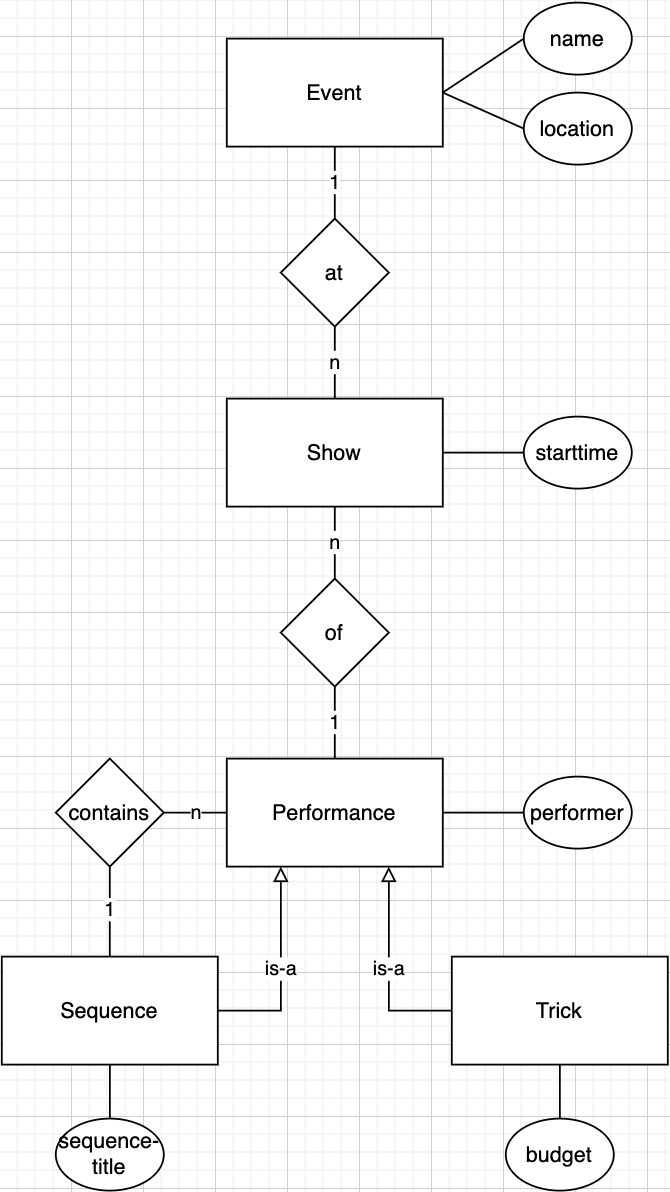 name
Event
location
1
at
n
Show
starttime
n
of
1
contains
n
Performance
performer
1
is-a
is-a
Sequence
Trick
sequence-
title
budget